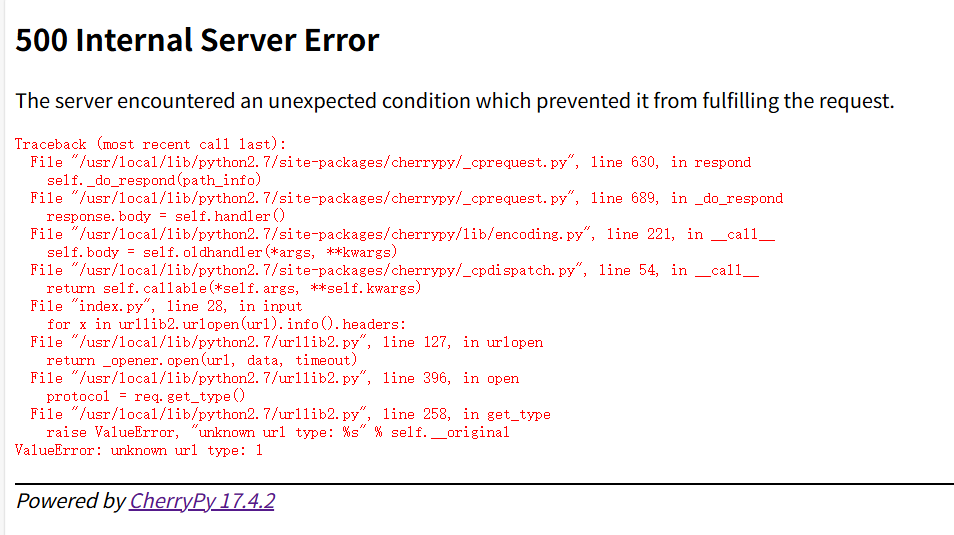 500 Internal Server Error
The server encountered an unexpected condition which prevented it from fulfilling the request.
Traceback (most recent call last):
  File "/usr/local/lib/python2.7/site-packages/cherrypy/_cprequest.py", line 630, in respond
    self._do_respond(path_info)
  File "/usr/local/lib/python2.7/site-packages/cherrypy/_cprequest.py", line 689, in _do_respond
    response.body = self.handler()
  File "/usr/local/lib/python2.7/site-packages/cherrypy/lib/encoding.py", line 221, in __call__
    self.body = self.oldhandler(*args, **kwargs)
  File "/usr/local/lib/python2.7/site-packages/cherrypy/_cpdispatch.py", line 54, in __call__
    return self.callable(*self.args, **self.kwargs)
  File "index.py", line 28, in input
    for x in urllib2.urlopen(url).info().headers:
  File "/usr/local/lib/python2.7/urllib2.py", line 127, in urlopen
    return _opener.open(url, data, timeout)
  File "/usr/local/lib/python2.7/urllib2.py", line 396, in open
    protocol = req.get_type()
  File "/usr/local/lib/python2.7/urllib2.py", line 258, in get_type
    raise ValueError, "unknown url type: %s" % self.__original
ValueError: unknown url type: 1
Powered by CherryPy 17.4.2